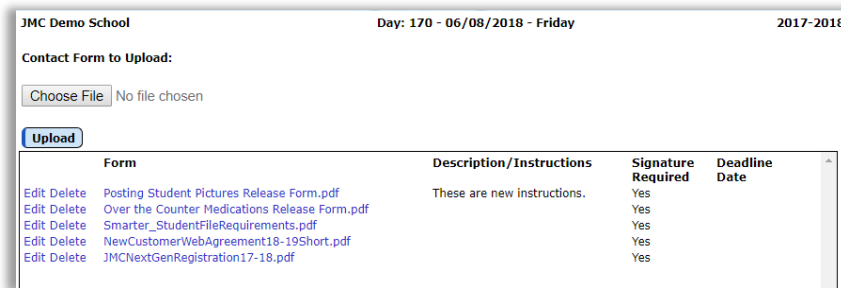 JMC Demo School Day: 170 - 06/08/2018 - Friday 2017-2018
Contact Form to Upload:
Choose File No file chosen
Upload
Form Description/Instructions Signature Required Deadline Date
Edit Delete Posting Student Pictures Release Form.pdf These are new instructions. Yes
Edit Delete Over the Counter Medications Release Form.pdf Yes
Edit Delete Smarter_StudentFileRequirements.pdf Yes
Edit Delete NewCustomerWebAgreement18-19Short.pdf Yes
Edit Delete JMCNextGenRegistration17-18.pdf Yes